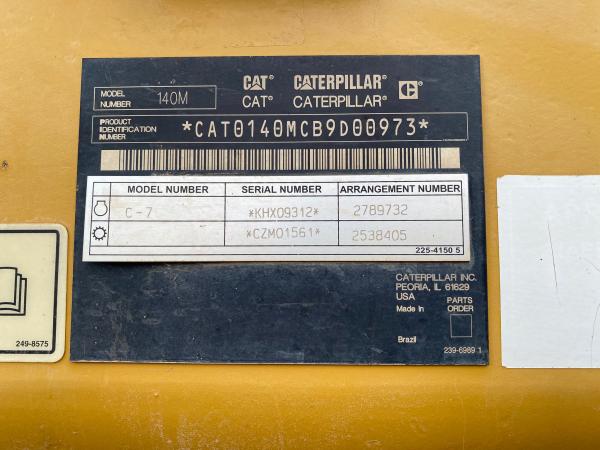 MODEL NUMBER 140M
CAT CATERPILLAR C
CAT® CATERPILLAR®
PRODUCT IDENTIFICATION NUMBER *CAT0140MCB9D00973*
MODEL NUMBER SERIAL NUMBER ARRANGEMENT NUMBER
C-7 *KHX09312* 2789732
*CZM01561* 2538405
225-4150 5
CATERPILLAR INC.
PEORIA, IL 61629
USA
Made In
PARTS ORDER
Brazil
239-6969 1
249-8575